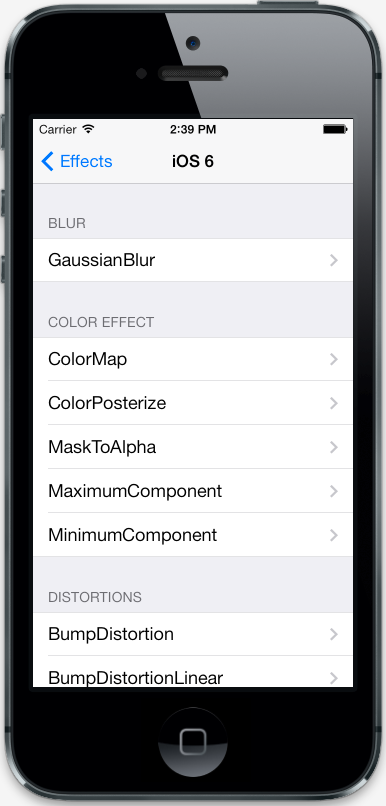 Carrier 2:39 PM
Effects iOS 6
BLUR
GaussianBlur
COLOR EFFECT
ColorMap
ColorPosterize
MaskToAlpha
MaximumComponent
MinimumComponent
DISTORTIONS
BumpDistortion
BumpDistortionLinear